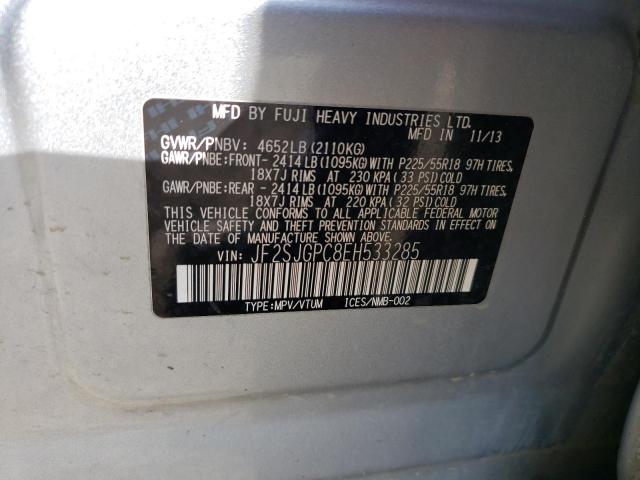 MFD BY FUJI HEAVY INDUSTRIES LTD.
MFD IN 11/13
GVWR/PNBV: 4652LB (2110KG)
GAWR/PNBE:FRONT- 2414LB(1095KG)WITH P225/55R18 97H TIRES,
18X7J RIMS AT 230 KPA (33 PSI)COLD
GAWR/PNBE:REAR - 2414LB(1095KG)WITH P225/55R18 97H TIRES,
18X7J RIMS AT 220 KPA (32 PSI)COLD
THIS VEHICLE CONFORMS TO ALL APPLICABLE FEDERAL MOTOR
VEHICLE SAFETY AND THEFT PREVENTION STANDARDS IN EFFECT ON
THE DATE OF MANUFACTURE SHOWN ABOVE.
VIN: JF2SJGPC8EH533285
TYPE:MPV/VTUM ICES/NMB-002